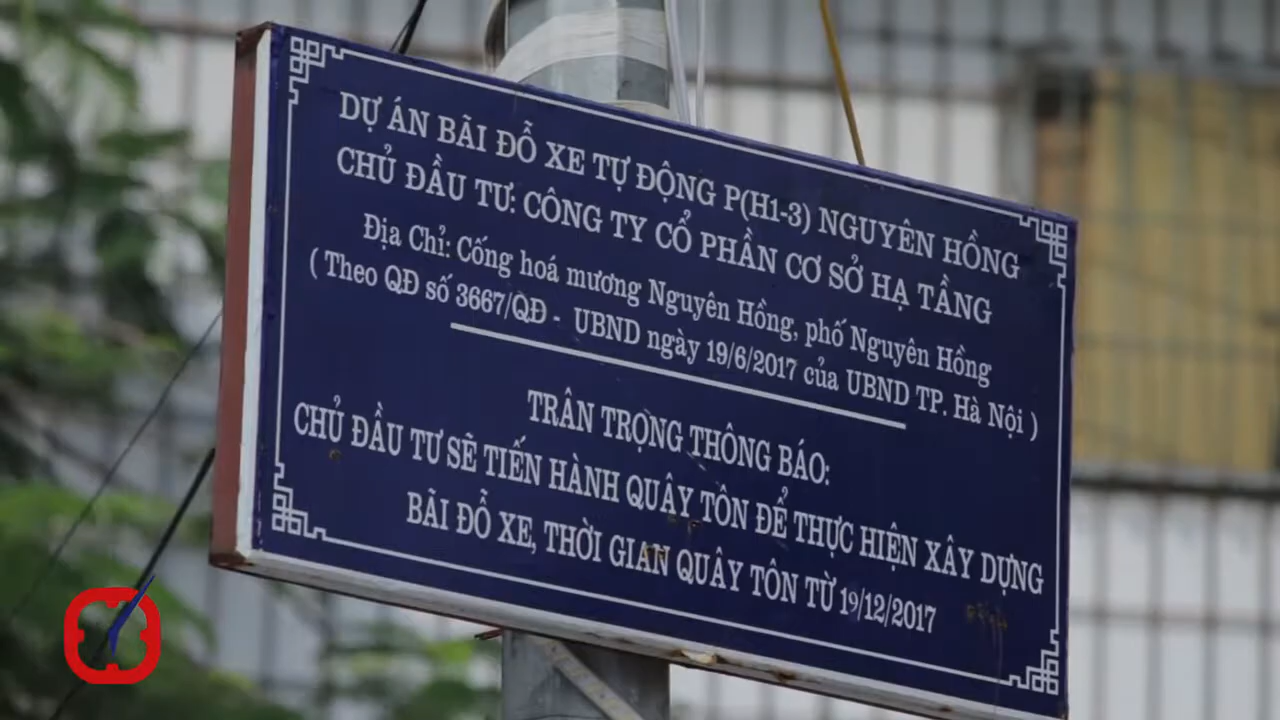 DỰ ÁN BÃI ĐỖ XE TỰ ĐỘNG P(H1-3) NGUYÊN HỒNG
CHỦ ĐẦU TƯ: CÔNG TY CỔ PHẦN CƠ SỞ HẠ TẦNG
Địa Chỉ: Cống hoá mương Nguyên Hồng, phố Nguyên Hồng
( Theo QĐ số 3667/QĐ - UBND ngày 19/6/2017 của UBND TP. Hà Nội )
TRÂN TRỌNG THÔNG BÁO:
CHỦ ĐẦU TƯ SẼ TIẾN HÀNH QUÂY TÔN ĐỂ THỰC HIỆN XÂY DỰNG
BÃI ĐỖ XE, THỜI GIAN QUÂY TÔN TỪ 19/12/2017